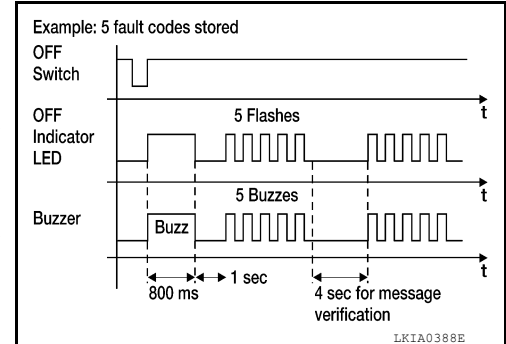 Example: 5 fault codes stored
OFF
Switch
t
OFF
Indicator
LED
5 Flashes
t
5 Buzzes
Buzzer
Buzz
t
1 sec
800 ms
4 sec for message
verification
LKIA0388E